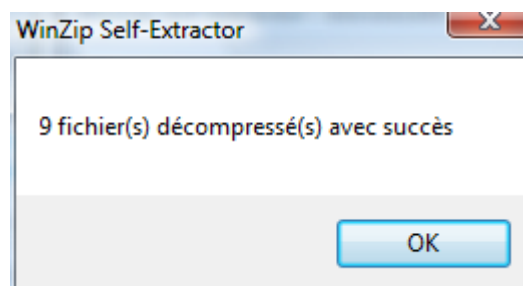 WinZip Self-Extractor
9 fichier(s) décompressé(s) avec succès
OK